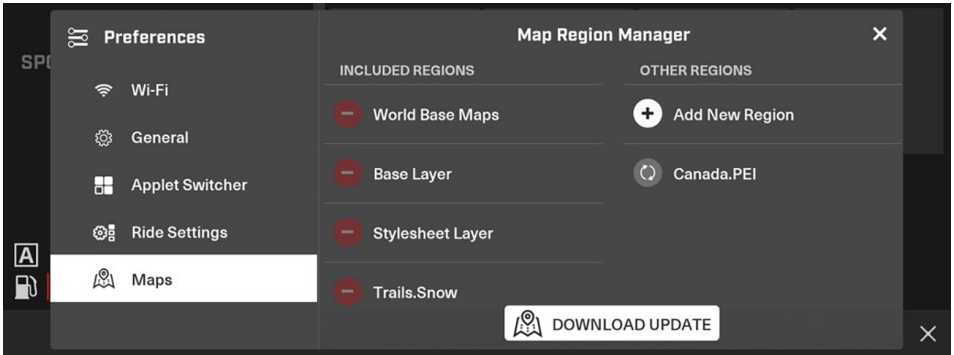 Preferences
Map Region Manager
SPO
INCLUDED REGIONS
OTHER REGIONS
Wi-Fi
World Base Maps
Add New Region
General
Base Layer
Canada.PEI
Applet Switcher
Ride Settings
Stylesheet Layer
A
Maps
Trails.Snow
DOWNLOAD UPDATE